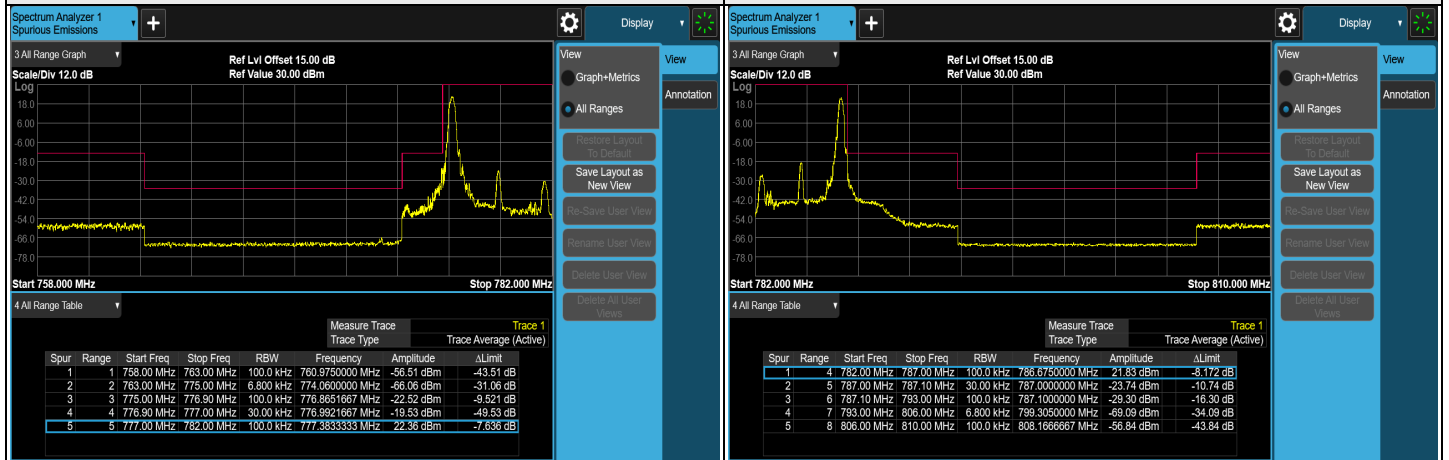 Spectrum Analyzer 1
Spurious Emissions
Display
3 All Range Graph
Ref Lvl Offset 15.00 dB
Scale/Div 12.0 dB
Ref Value 30.00 dBm
Log
18.0
6.00
-6.00
-18.0
-30.0
-42.0
-54.0
-66.0
-78.0
Start 758.000 MHz
Stop 782.000 MHz
View
Graph+Metrics
All Ranges
Restore Layout
To Default
Save Layout as
New View
Re-Save User View
Rename User View
Delete User View
Delete All User
Views
View
Annotation
4 All Range Table
Measure Trace Trace 1
Trace Type Trace Average (Active)
Spur Range Start Freq Stop Freq RBW Frequency Amplitude ΔLimit
1 1 758.00 MHz 763.00 MHz 100.0 kHz 760.9750000 MHz -56.51 dBm -43.51 dB
2 2 763.00 MHz 775.00 MHz 6.800 kHz 774.0600000 MHz -66.06 dBm -31.06 dB
3 3 775.00 MHz 776.90 MHz 100.0 kHz 776.8651667 MHz -22.52 dBm -9.521 dB
4 4 776.90 MHz 777.00 MHz 30.00 kHz 776.9921667 MHz -19.53 dBm -49.53 dB
5 5 777.00 MHz 782.00 MHz 100.0 kHz 777.3833333 MHz 22.36 dBm -7.636 dB
Spectrum Analyzer 1
Spurious Emissions
Display
3 All Range Graph
Ref Lvl Offset 15.00 dB
Scale/Div 12.0 dB
Ref Value 30.00 dBm
Log
18.0
6.00
-6.00
-18.0
-30.0
-42.0
-54.0
-66.0
-78.0
Start 782.000 MHz
Stop 810.000 MHz
View
Graph+Metrics
All Ranges
Restore Layout
To Default
Save Layout as
New View
Re-Save User View
Rename User View
Delete User View
Delete All User
Views
View
Annotation
4 All Range Table
Measure Trace Trace 1
Trace Type Trace Average (Active)
Spur Range Start Freq Stop Freq RBW Frequency Amplitude ΔLimit
1 4 782.00 MHz 787.00 MHz 100.0 kHz 786.6750000 MHz 21.83 dBm -8.172 dB
2 5 787.00 MHz 787.10 MHz 30.00 kHz 787.0000000 MHz -23.74 dBm -10.74 dB
3 6 787.10 MHz 793.00 MHz 100.0 kHz 787.1000000 MHz -29.30 dBm -16.30 dB
4 7 793.00 MHz 806.00 MHz 6.800 kHz 799.3050000 MHz -69.09 dBm -34.09 dB
5 8 806.00 MHz 810.00 MHz 100.0 kHz 808.1666667 MHz -56.84 dBm -43.84 dB